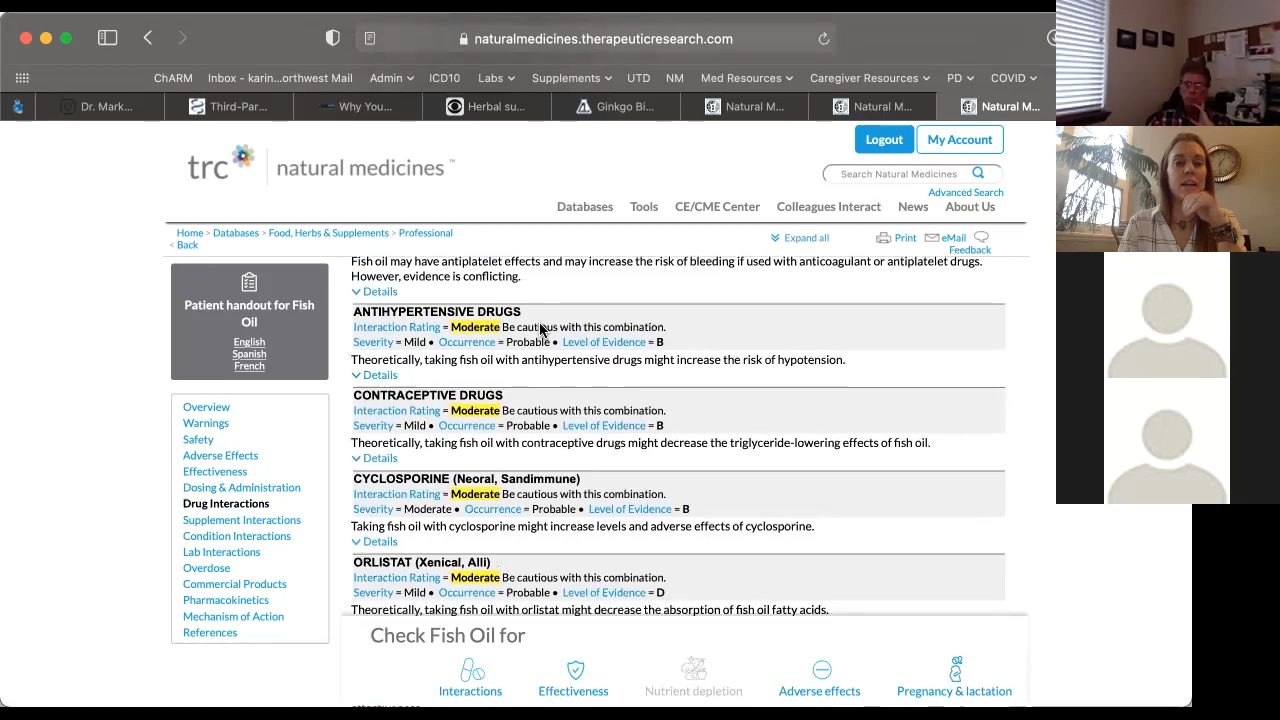 naturalmedicines.therapeuticresearch.com
ChARM Inbox - karin...orthwest Mail Admin ICD10 Labs Supplements UTD NM Med Resources Caregiver Resources PD COVID
Dr. Mark... Third-Par... Why You... Herbal su... Ginkgo Bi... Natural M... Natural M... Natural M...
Logout My Account
trc natural medicines™
Search Natural Medicines
Advanced Search
Databases Tools CE/CME Center Colleagues Interact News About Us
Home > Databases > Food, Herbs & Supplements > Professional
< Back
Expand all Print eMail Feedback
Patient handout for Fish Oil
English
Spanish
French
Overview
Warnings
Safety
Adverse Effects
Effectiveness
Dosing & Administration
Drug Interactions
Supplement Interactions
Condition Interactions
Lab Interactions
Overdose
Commercial Products
Pharmacokinetics
Mechanism of Action
References
Fish oil may have antiplatelet effects and may increase the risk of bleeding if used with anticoagulant or antiplatelet drugs.
However, evidence is conflicting.
Details
ANTIHYPERTENSIVE DRUGS
Interaction Rating = Moderate Be cautious with this combination.
Severity = Mild • Occurrence = Probable • Level of Evidence = B
Theoretically, taking fish oil with antihypertensive drugs might increase the risk of hypotension.
Details
CONTRACEPTIVE DRUGS
Interaction Rating = Moderate Be cautious with this combination.
Severity = Mild • Occurrence = Probable • Level of Evidence = B
Theoretically, taking fish oil with contraceptive drugs might decrease the triglyceride-lowering effects of fish oil.
Details
CYCLOSPORINE (Neoral, Sandimmune)
Interaction Rating = Moderate Be cautious with this combination.
Severity = Moderate • Occurrence = Probable • Level of Evidence = B
Taking fish oil with cyclosporine might increase levels and adverse effects of cyclosporine.
Details
ORLISTAT (Xenical, Alli)
Interaction Rating = Moderate Be cautious with this combination.
Severity = Mild • Occurrence = Probable • Level of Evidence = D
Theoretically, taking fish oil with orlistat might decrease the absorption of fish oil fatty acids.
Check Fish Oil for
Interactions Effectiveness Nutrient depletion Adverse effects Pregnancy & lactation